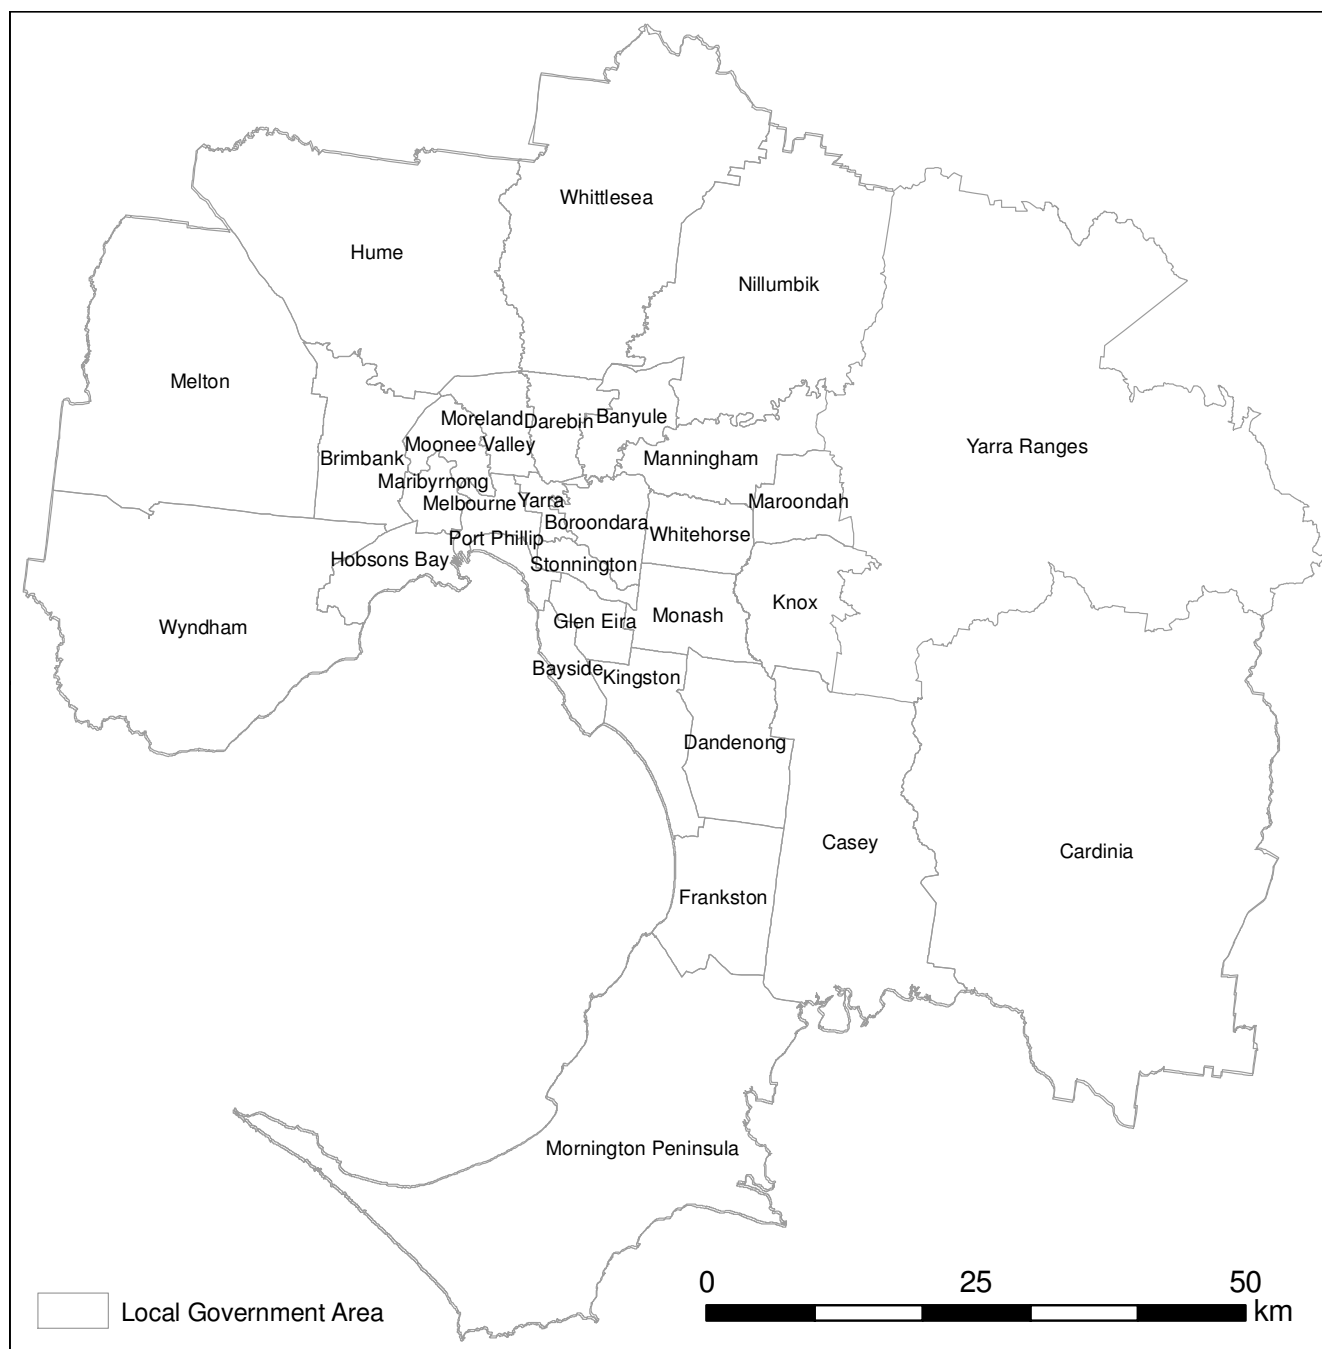 Whittlesea
Hume
Nillumbik
Melton
Moreland
Darebin
Banyule
Moonee Valley
Yarra Ranges
Brimbank
Manningham
Maribyrnong
Maroondah
Melbourne
Yarra
Boroondara
Whitehorse
Port Phillip
Hobsons Bay
Stonnington
Knox
Monash
Glen Eira
Wyndham
Bayside
Kingston
Dandenong
Casey
Cardinia
Frankston
Mornington Peninsula
0 25 50
km
Local Government Area